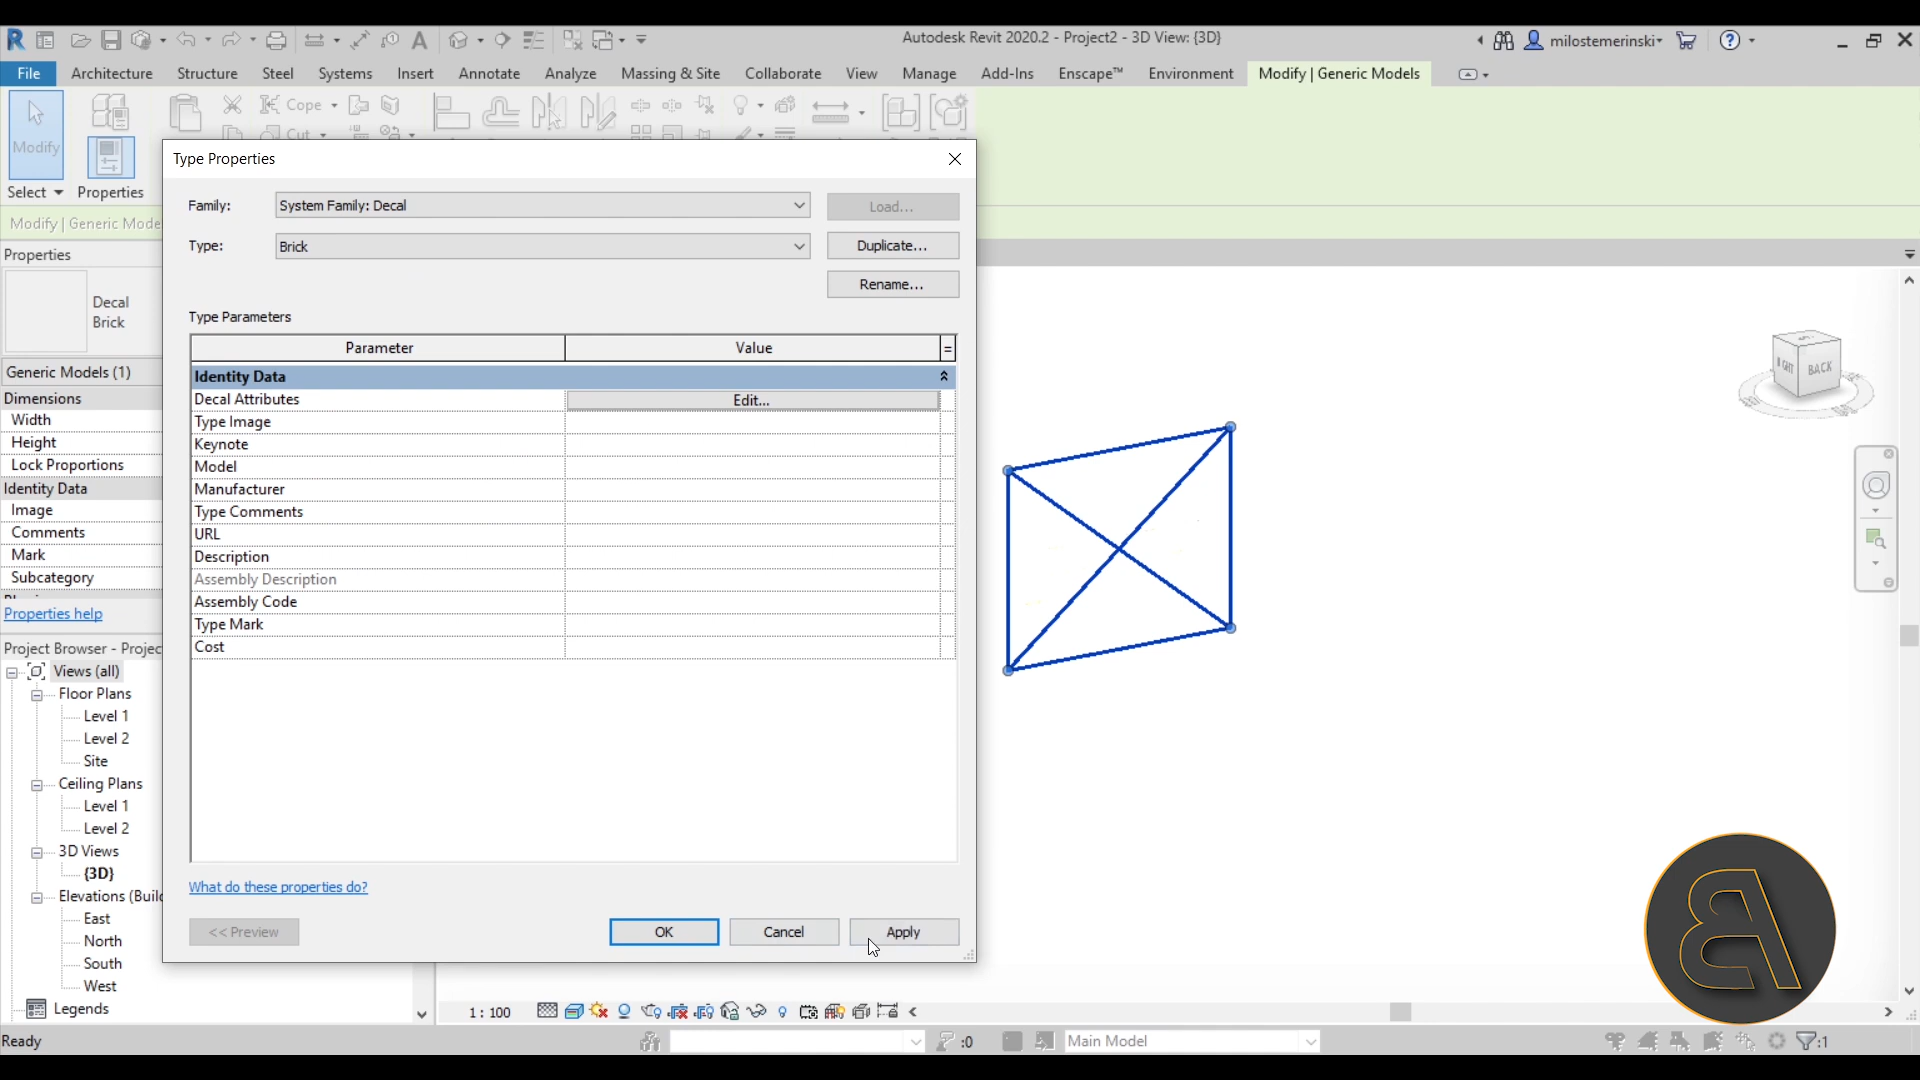 Autodesk Revit 2020.2 - Project2 - 3D View: {3D}
milostemerinski
File
Architecture
Structure
Steel
Systems
Insert
Annotate
Analyze
Massing & Site
Collaborate
View
Manage
Add-Ins
Enscape™
Environment
Modify | Generic Models
Modify
Cope
Cut
Select
Properties
Modify | Generic Mode
Properties
Decal
Brick
Generic Models (1)
Dimensions
Width
Height
Lock Proportions
Identity Data
Image
Comments
Mark
Subcategory
Properties help
Project Browser - Projec
Views (all)
Floor Plans
Level 1
Level 2
Site
Ceiling Plans
Level 1
Level 2
3D Views
{3D}
Elevations (Buil
East
North
South
West
Legends
Type Properties
Family:
System Family: Decal
Load...
Type:
Brick
Duplicate...
Rename...
Type Parameters
Parameter
Value
=
Identity Data
Decal Attributes
Edit...
Type Image
Keynote
Model
Manufacturer
Type Comments
URL
Description
Assembly Description
Assembly Code
Type Mark
Cost
What do these properties do?
<< Preview
OK
Cancel
Apply
BACK
1 : 100
Ready
:0
Main Model
:1